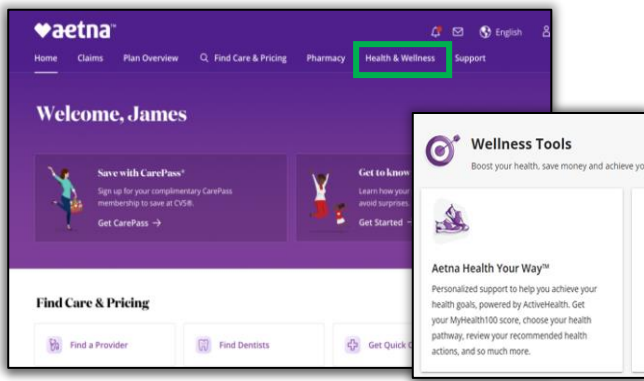 aetna™
English
Home Claims Plan Overview Find Care & Pricing Pharmacy Health & Wellness Support
Welcome, James
Save with CarePass®
Sign up for your complimentary CarePass
membership to save at CVS®.
Get CarePass →
Get to know
Learn how your
avoid surprises.
Get Started
Find Care & Pricing
Find a Provider
Find Dentists
Get Quick
Wellness Tools
Boost your health, save money and achieve yo
Aetna Health Your Way™
Personalized support to help you achieve your
health goals, powered by ActiveHealth. Get
your MyHealth100 score, choose your health
pathway, review your recommended health
actions, and so much more.